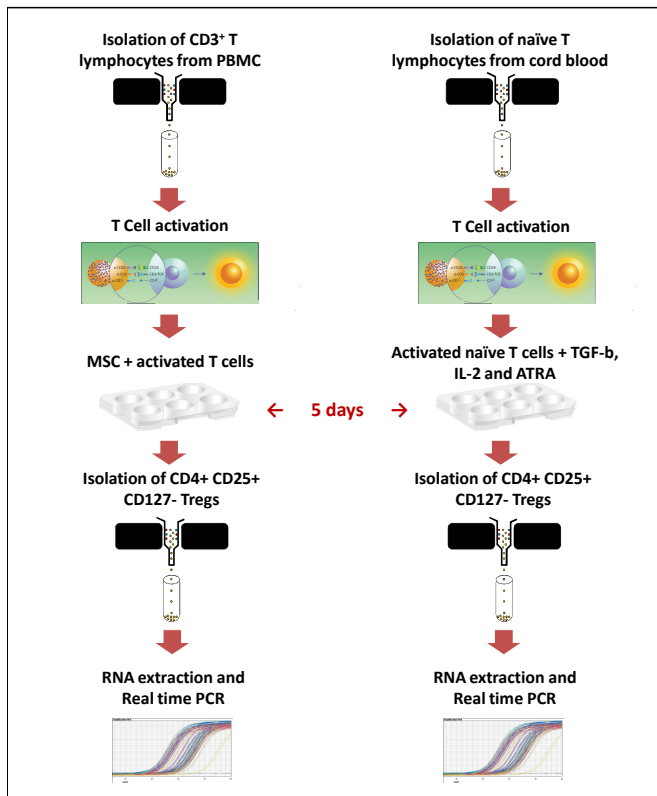 Isolation of CD3+ T
lymphocytes from PBMC
Isolation of naïve T
lymphocytes from cord blood
T Cell activation
T Cell activation
MSC + activated T cells
Activated naïve T cells + TGF-b,
IL-2 and ATRA
← 5 days →
Isolation of CD4+ CD25+
CD127- Tregs
Isolation of CD4+ CD25+
CD127- Tregs
RNA extraction and
Real time PCR
RNA extraction and
Real time PCR